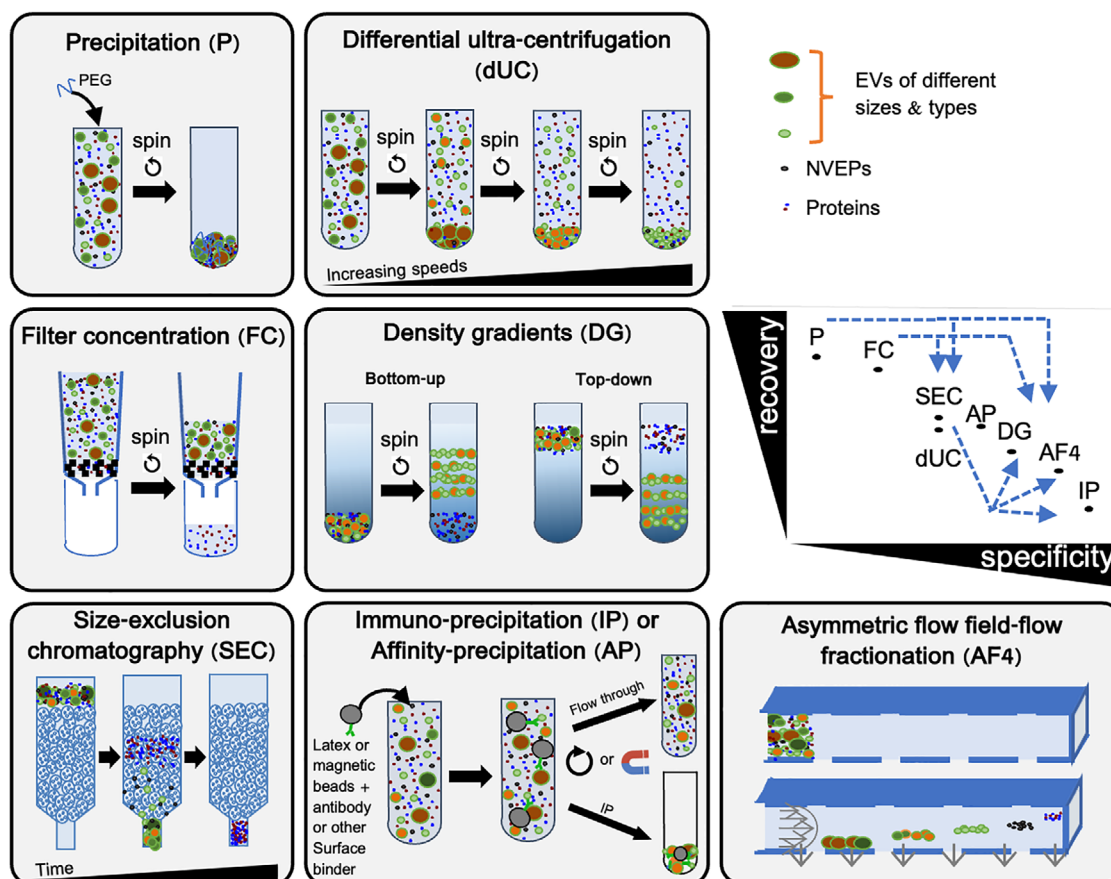 Precipitation (P)
PEG
spin
Differential ultra-centrifugation
(dUC)
spin
spin
spin
Increasing speeds
EVs of different
sizes & types
NVEPs
Proteins
Filter concentration (FC)
spin
Density gradients (DG)
Bottom-up
Top-down
spin
spin
recovery
P
FC
SEC
AP
DG
dUC
AF4
IP
specificity
Size-exclusion
chromatography (SEC)
Time
Immuno-precipitation (IP) or
Affinity-precipitation (AP)
Latex or
magnetic
beads +
antibody
or other
Surface
binder
Flow through
or
IP
Asymmetric flow field-flow
fractionation (AF4)